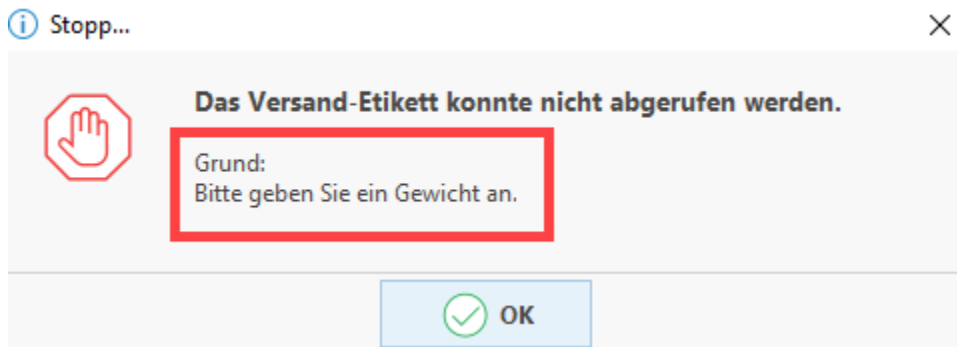 Stopp...
Das Versand-Etikett konnte nicht abgerufen werden.
Grund:
Bitte geben Sie ein Gewicht an.
OK